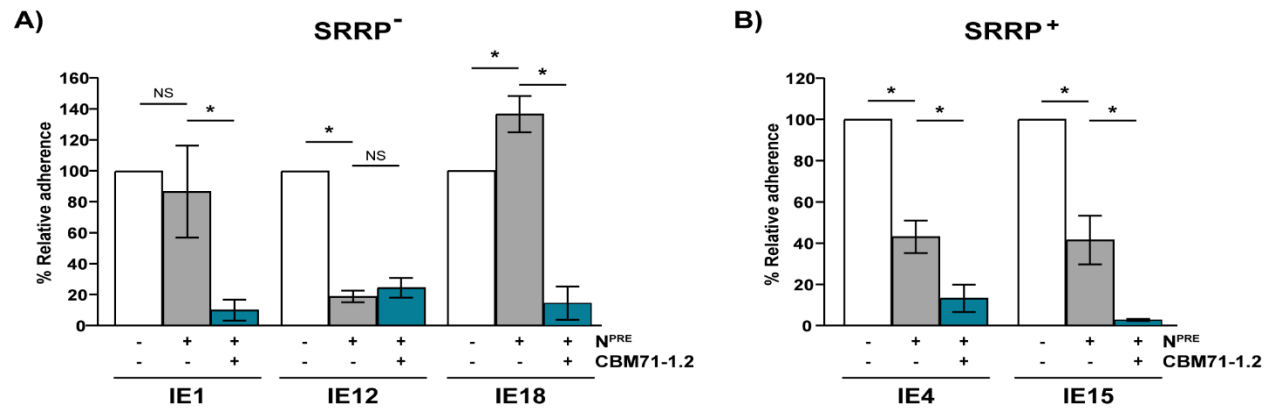 A)
SRRP⁻
% Relative adherence
160
140
120
100
80
60
40
20
0
NS
*
*
NS
*
*
- + + - + + - + + Nᴾᴿᴱ
- - + - - + - - + CBM71-1.2
IE1 IE12 IE18
B)
SRRP⁺
% Relative adherence
120
100
80
60
40
20
0
*
*
*
*
- + + - + + Nᴾᴿᴱ
- - + - - + CBM71-1.2
IE4 IE15